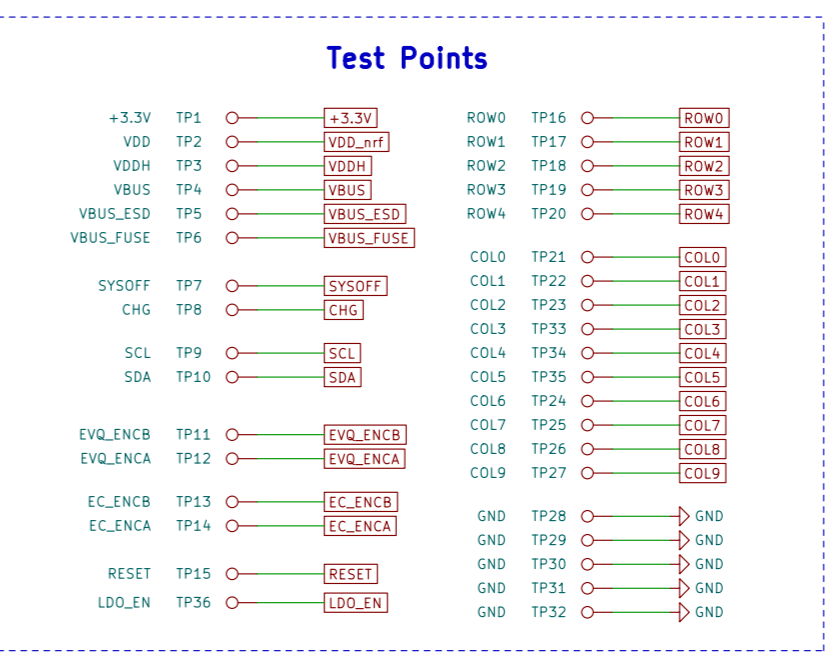 Test Points
+3.3V TP1 +3.3V
VDD TP2 VDD_nrf
VDDH TP3 VDDH
VBUS TP4 VBUS
VBUS_ESD TP5 VBUS_ESD
VBUS_FUSE TP6 VBUS_FUSE
SYSOFF TP7 SYSOFF
CHG TP8 CHG
SCL TP9 SCL
SDA TP10 SDA
EVQ_ENCB TP11 EVQ_ENCB
EVQ_ENCA TP12 EVQ_ENCA
EC_ENCB TP13 EC_ENCB
EC_ENCA TP14 EC_ENCA
RESET TP15 RESET
LDO_EN TP36 LDO_EN
ROW0 TP16 ROW0
ROW1 TP17 ROW1
ROW2 TP18 ROW2
ROW3 TP19 ROW3
ROW4 TP20 ROW4
COL0 TP21 COL0
COL1 TP22 COL1
COL2 TP23 COL2
COL3 TP33 COL3
COL4 TP34 COL4
COL5 TP35 COL5
COL6 TP24 COL6
COL7 TP25 COL7
COL8 TP26 COL8
COL9 TP27 COL9
GND TP28 GND
GND TP29 GND
GND TP30 GND
GND TP31 GND
GND TP32 GND